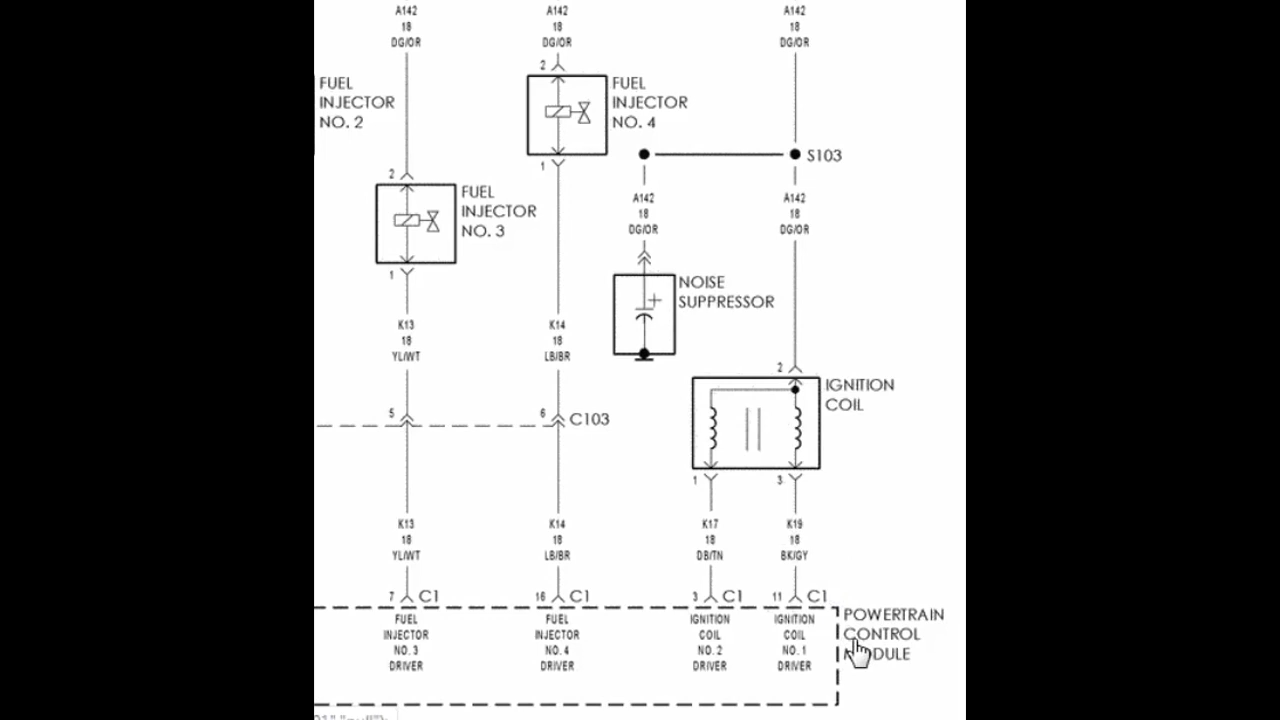 A142
18
DG/OR
A142
18
DG/OR
A142
18
DG/OR
2
FUEL
INJECTOR
NO. 2
FUEL
INJECTOR
NO. 4
1
S103
2
FUEL
INJECTOR
NO. 3
1
A142
18
DG/OR
A142
18
DG/OR
NOISE
SUPPRESSOR
+
K13
18
YL/WT
K14
18
LB/BR
2
IGNITION
COIL
5
6
C103
1
3
K13
18
YL/WT
K14
18
LB/BR
K17
18
DB/TN
K19
18
BK/GY
7 C1
16 C1
3 C1
11 C1
FUEL
INJECTOR
NO. 3
DRIVER
FUEL
INJECTOR
NO. 4
DRIVER
IGNITION
COIL
NO. 2
DRIVER
IGNITION
COIL
NO. 1
DRIVER
POWERTRAIN
CONTROL
MODULE